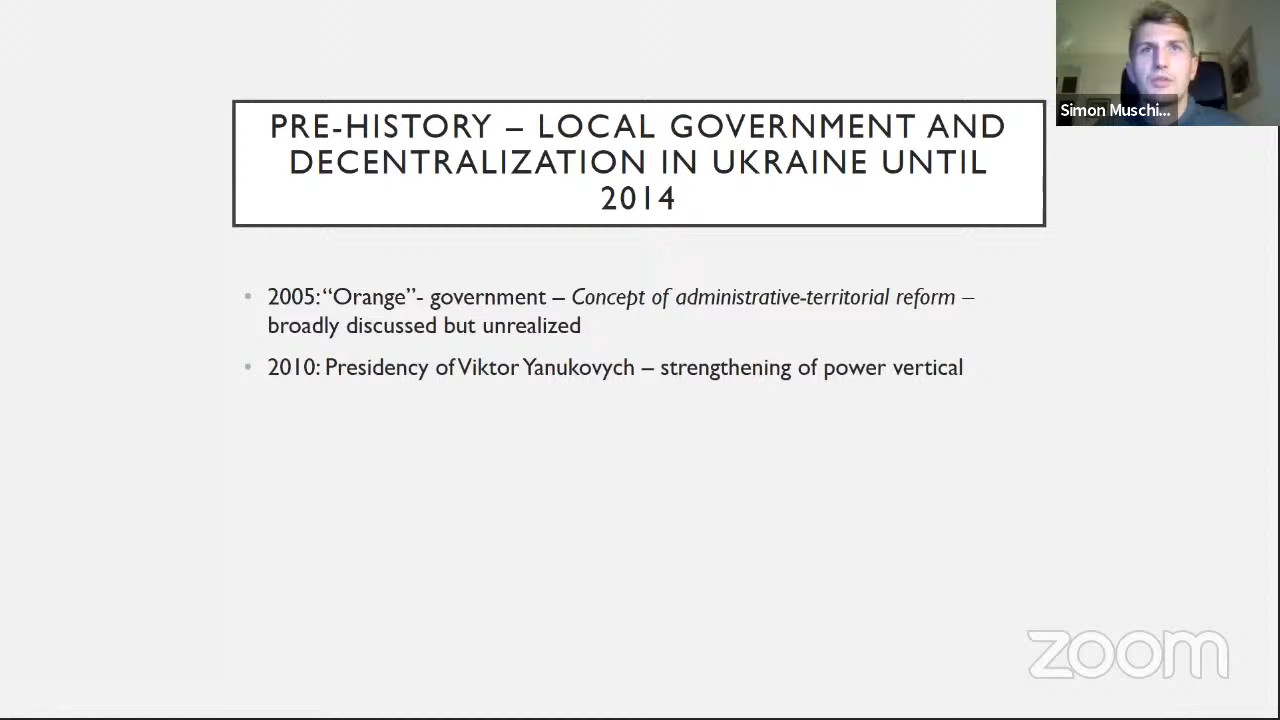 PRE-HISTORY – LOCAL GOVERNMENT AND
DECENTRALIZATION IN UKRAINE UNTIL
2014
• 2005: “Orange”- government – Concept of administrative-territorial reform –
broadly discussed but unrealized
• 2010: Presidency of Viktor Yanukovych – strengthening of power vertical
Simon Muschi...
zoom